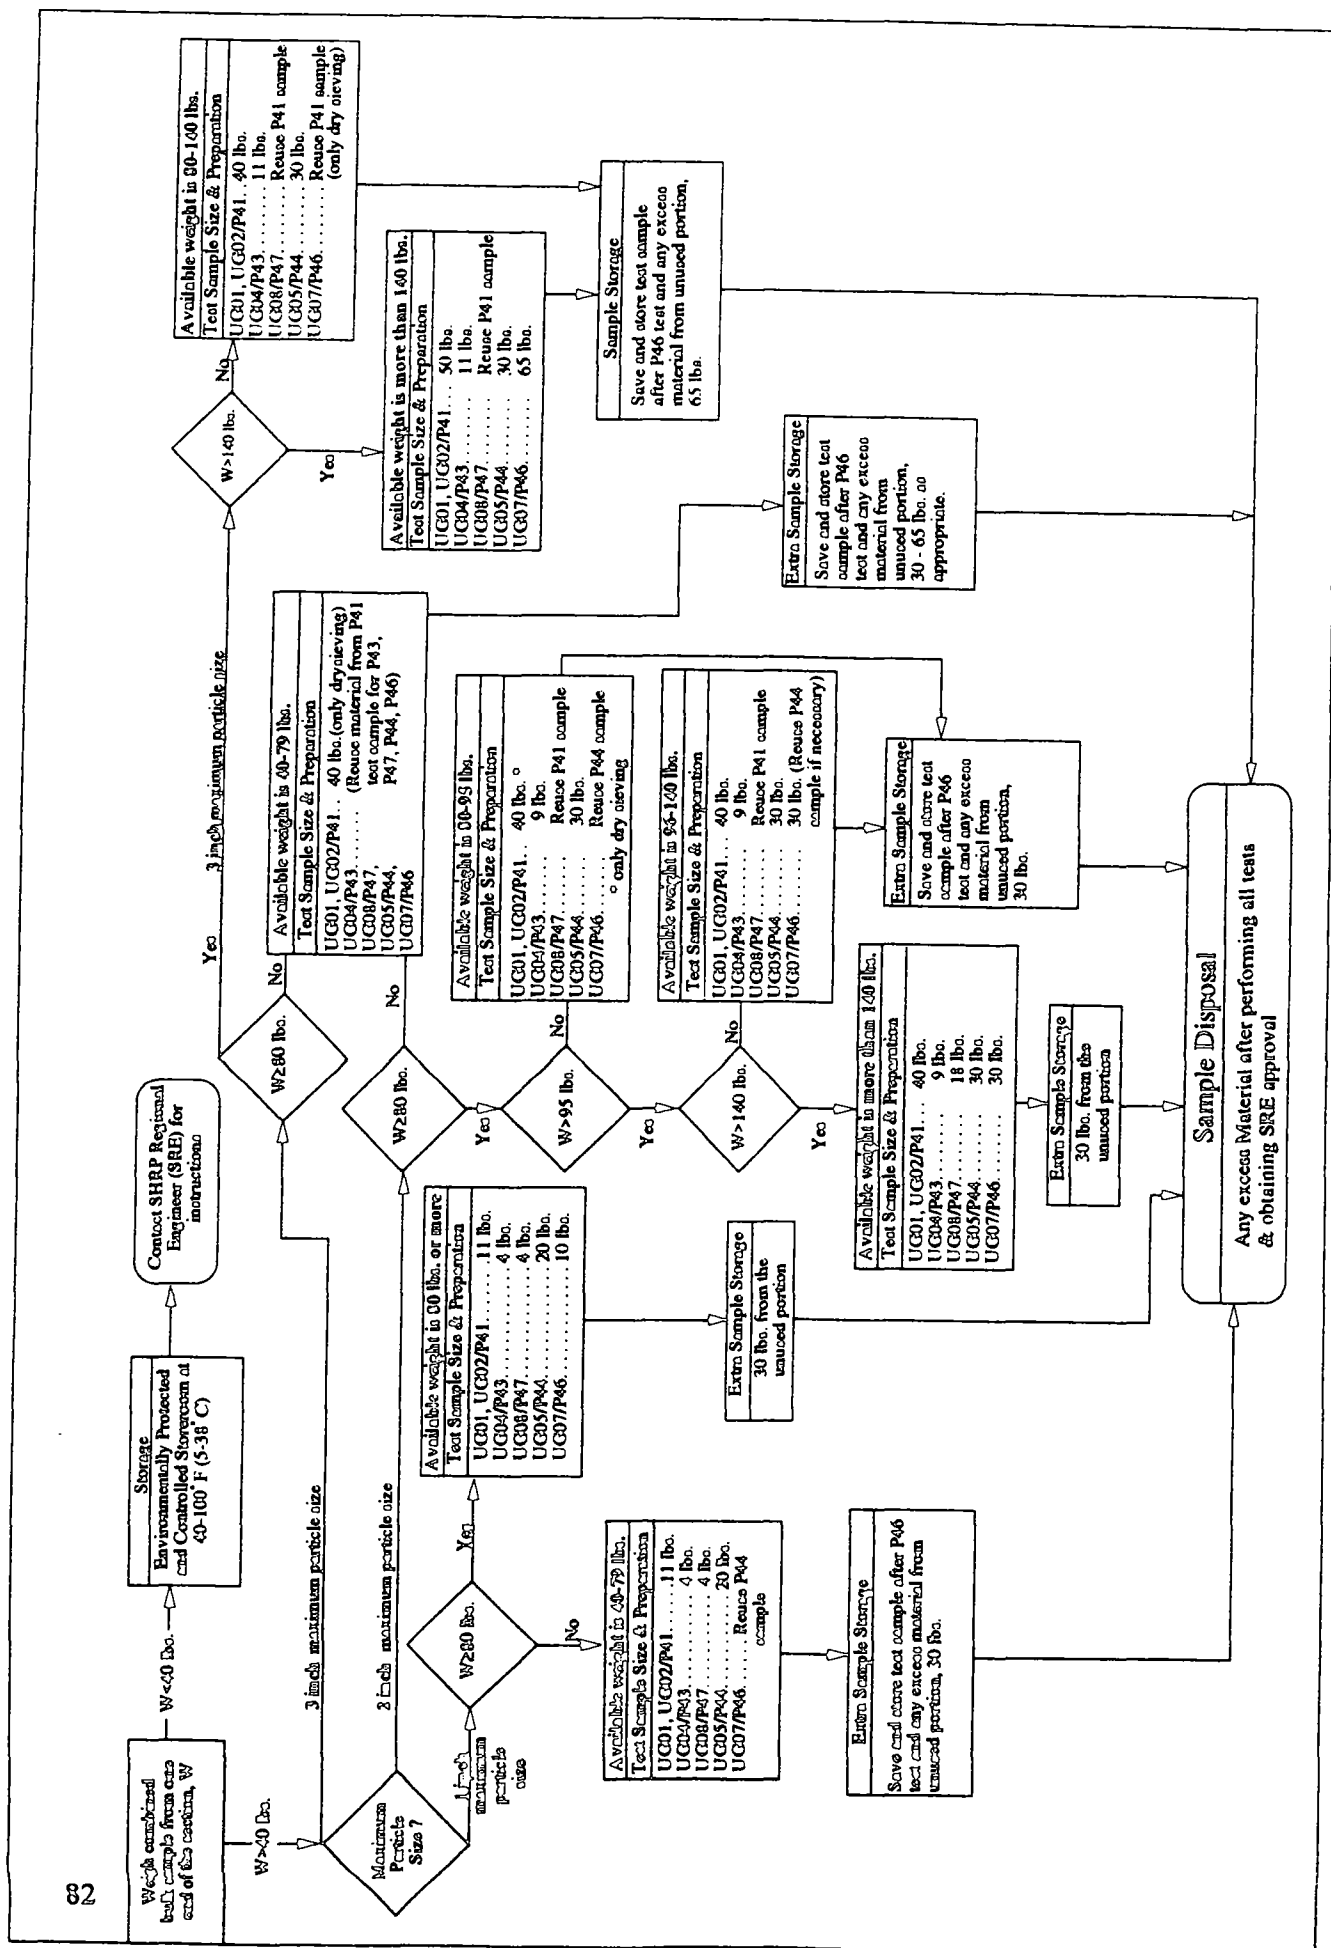 82
Weigh combined
bulk sample from one
end of the section, W
W<40 lbs.
Storage
Environmentally Protected
and Controlled Storeroom at
40-100° F (5-38° C)
Contact SHRP Regional
Engineer (SRE) for
instructions
W>40 lbs.
Maximum
Particle
Size ?
3 inch maximum particle size
2 inch maximum particle size
1 inch
maximum
particle
size
W≥80 lbs.
Yes
3 inch maximum particle size
W>140 lbs.
No
Available weight is 80-140 lbs.
Test Sample Size & Preparation
UG01, UG02/P41.. 40 lbs.
UG04/P43......... 11 lbs.
UG08/P47......... Reuse P41 sample
UG05/P44......... 30 lbs.
UG07/P46......... Reuse P41 sample
(only dry sieving)
Yes
Available weight is more than 140 lbs.
Test Sample Size & Preparation
UG01, UG02/P41... 50 lbs.
UG04/P43.......... 11 lbs.
UG08/P47.......... Reuse P41 sample
UG05/P44.......... 30 lbs.
UG07/P46.......... 65 lbs.
Sample Storage
Save and store test sample
after P46 test and any excess
material from unused portion,
65 lbs.
No
Available weight is 40-79 lbs.
Test Sample Size & Preparation
UG01, UG02/P41... 40 lbs.(only dry sieving)
UG04/P43......... (Reuse material from P41
UG08/P47, test sample for P43,
UG05/P44, P47, P44, P46)
UG07/P46
Extra Sample Storage
Save and store test
sample after P46
test and any excess
material from
unused portion,
30 - 65 lbs. as
appropriate.
W≥80 lbs.
No
Yes
W>95 lbs.
No
Available weight is 80-95 lbs.
Test Sample Size & Preparation
UG01, UG02/P41... 40 lbs. °
UG04/P43.......... 9 lbs.
UG08/P47.......... Reuse P41 sample
UG05/P44.......... 30 lbs.
UG07/P46.......... Reuse P44 sample
° only dry sieving
Yes
W>140 lbs.
No
Available weight is 96-140 lbs.
Test Sample Size & Preparation
UG01, UG02/P41... 40 lbs.
UG04/P43.......... 9 lbs.
UG08/P47.......... Reuse P41 sample
UG05/P44.......... 30 lbs.
UG07/P46.......... 30 lbs. (Reuse P44
sample if necessary)
Extra Sample Storage
Save and store test
sample after P46
test and any excess
material from
unused portion,
30 lbs.
Yes
Available weight is more than 140 lbs.
Test Sample Size & Preparation
UG01, UG02/P41... 40 lbs.
UG04/P43.......... 9 lbs.
UG08/P47.......... 18 lbs.
UG05/P44.......... 30 lbs.
UG07/P46.......... 30 lbs.
Extra Sample Storage
30 lbs. from the
unused portion
W≥80 lbs.
Yes
Available weight is 80 lbs. or more
Test Sample Size & Preparation
UG01, UG02/P41......11 lbs.
UG04/P43............. 4 lbs.
UG08/P47............. 4 lbs.
UG05/P44............. 20 lbs.
UG07/P46............. 10 lbs.
Extra Sample Storage
30 lbs. from the
unused portion
No
Available weight is 40-79 lbs.
Test Sample Size & Preparation
UG01, UG02/P41......11 lbs.
UG04/P43............. 4 lbs.
UG08/P47............. 4 lbs.
UG05/P44............. 20 lbs.
UG07/P46...... Reuse P44
sample
Extra Sample Storage
Save and store test sample after P46
test and any excess material from
unused portion, 30 lbs.
Sample Disposal
Any excess Material after performing all tests
& obtaining SRE approval